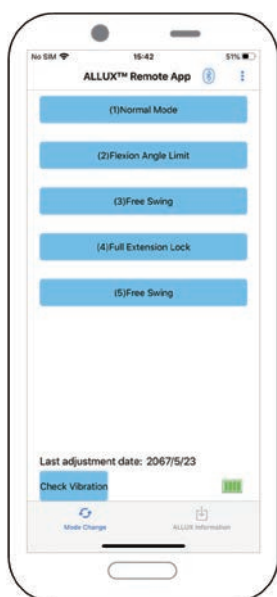 No SIM 15:42 51%
ALLUX™ Remote App
(1)Normal Mode
(2)Flexion Angle Limit
(3)Free Swing
(4)Full Extension Lock
(5)Free Swing
Last adjustment date: 2067/5/23
Check Vibration
Mode Change ALLUX Information